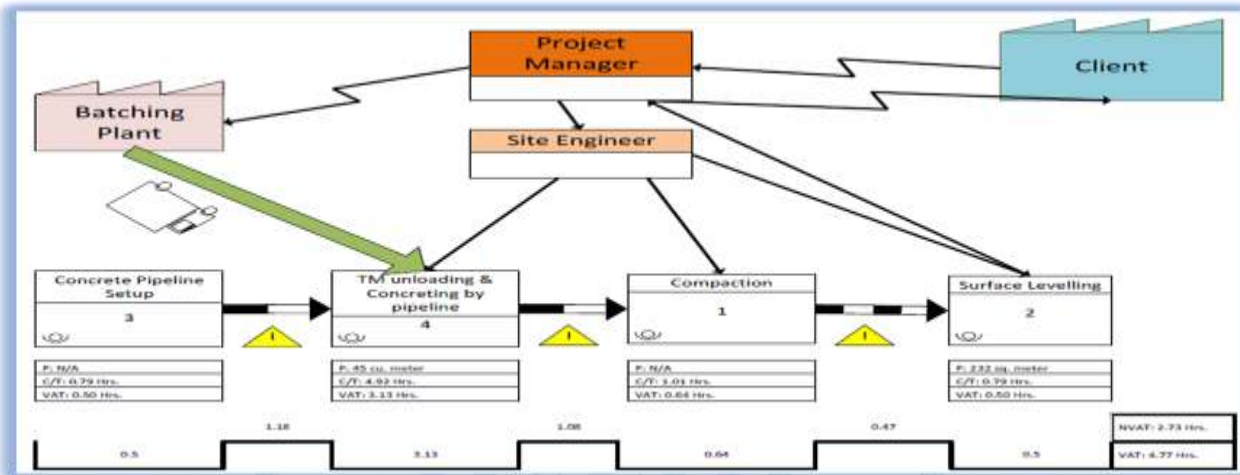 Project
Manager
Client
Batching
Plant
Site Engineer
Concrete Pipeline
Setup
3
TM unloading &
Concreting by
pipeline
4
Compaction
1
Surface Levelling
2
I
I
I
P: N/A
C/T: 0.79 Hrs.
VAT: 0.50 Hrs.
P: 45 cu. meter
C/T: 4.92 Hrs.
VAT: 3.13 Hrs.
P: N/A
C/T: 1.01 Hrs.
VAT: 0.64 Hrs.
P: 232 sq. meter
C/T: 0.79 Hrs.
VAT: 0.50 Hrs.
1.18
1.08
0.47
NVAT: 2.73 Hrs.
0.5
3.13
0.64
0.5
VAT: 4.77 Hrs.